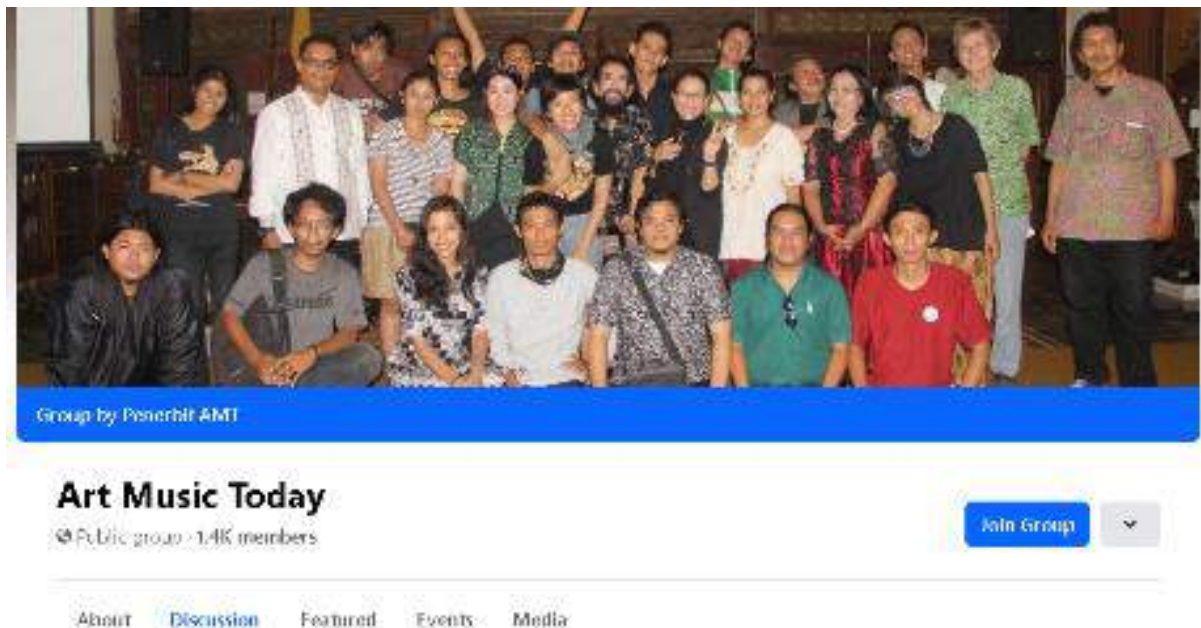 Group by Penerbit AMT
Art Music Today
Public group · 1.4K members
Join Group
About Discussion Featured Events Media